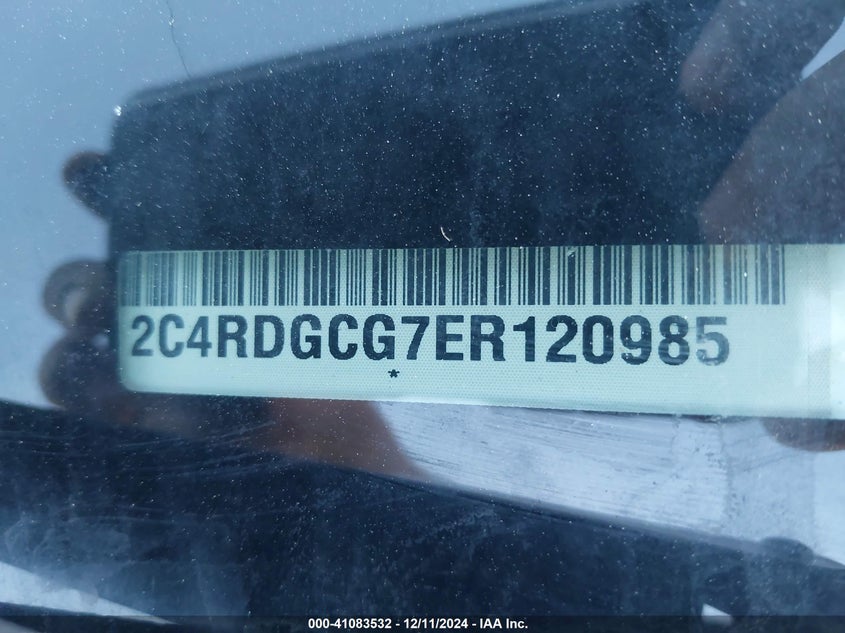 2C4RDGCG7ER120985
*
000-41083532 - 12/11/2024 - IAA Inc.